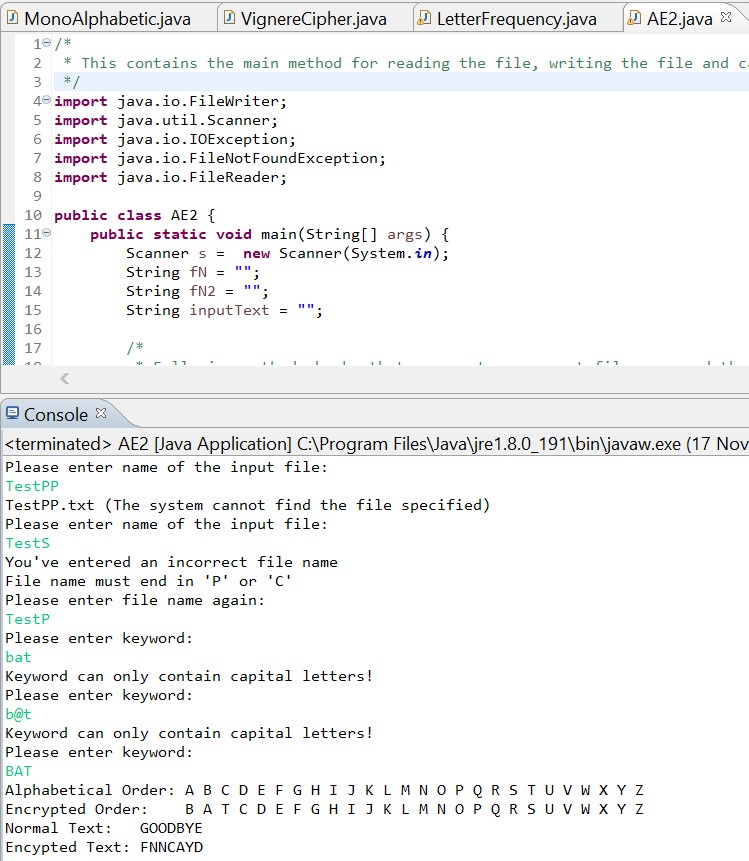 MonoAlphabetic.java VignereCipher.java LetterFrequency.java AE2.java
1 /*
2 * This contains the main method for reading the file, writing the file and
3 */
4 import java.io.FileWriter;
5 import java.util.Scanner;
6 import java.io.IOException;
7 import java.io.FileNotFoundException;
8 import java.io.FileReader;
9
10 public class AE2 {
11 public static void main(String[] args) {
12 Scanner s =  new Scanner(System.in);
13 String fN = "";
14 String fN2 = "";
15 String inputText = "";
16
17 /*
Console
<terminated> AE2 [Java Application] C:\Program Files\Java\jre1.8.0_191\bin\javaw.exe (17 Nov
Please enter name of the input file:
TestPP
TestPP.txt (The system cannot find the file specified)
Please enter name of the input file:
TestS
You've entered an incorrect file name
File name must end in 'P' or 'C'
Please enter file name again:
TestP
Please enter keyword:
bat
Keyword can only contain capital letters!
Please enter keyword:
b@t
Keyword can only contain capital letters!
Please enter keyword:
BAT
Alphabetical Order: A B C D E F G H I J K L M N O P Q R S T U V W X Y Z
Encrypted Order: B A T C D E F G H I J K L M N O P Q R S U V W X Y Z
Normal Text: GOODBYE
Encypted Text: FNNCAYD